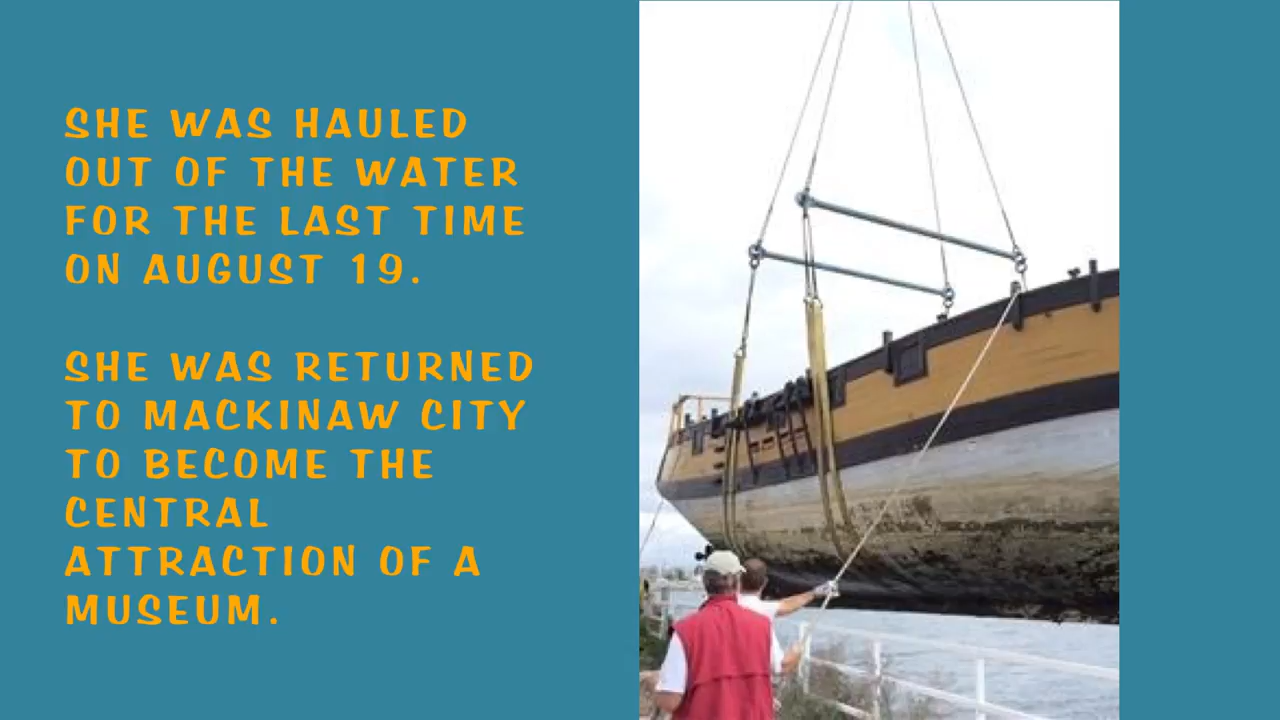 SHE WAS HAULED
OUT OF THE WATER
FOR THE LAST TIME
ON AUGUST 19.
SHE WAS RETURNED
TO MACKINAW CITY
TO BECOME THE
CENTRAL
ATTRACTION OF A
MUSEUM.